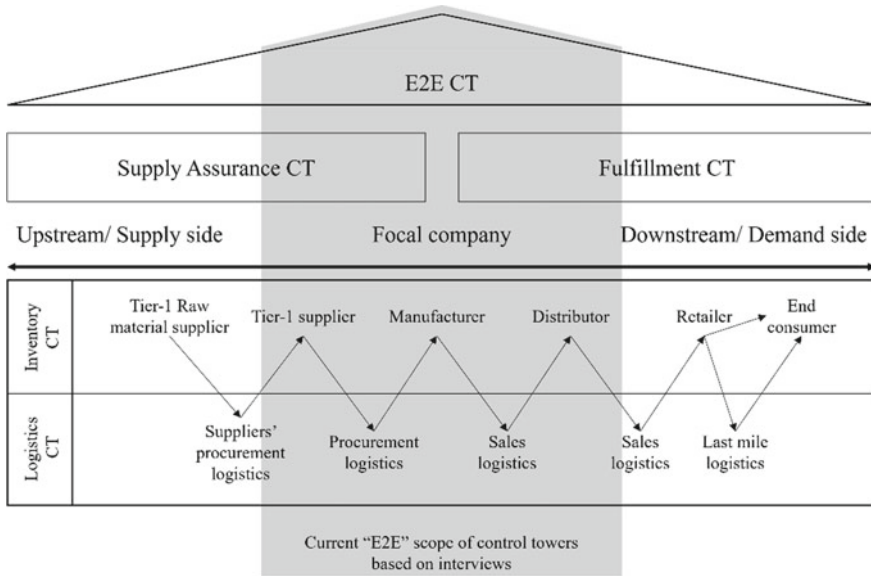 E2E CT
Supply Assurance CT
Fulfillment CT
Upstream/ Supply side
Focal company
Downstream/ Demand side
Inventory
CT
Tier-1 Raw
material supplier
Tier-1 supplier
Manufacturer
Distributor
Retailer
End
consumer
Logistics
CT
Suppliers'
procurement
logistics
Procurement
logistics
Sales
logistics
Sales
logistics
Last mile
logistics
Current “E2E” scope of control towers
based on interviews